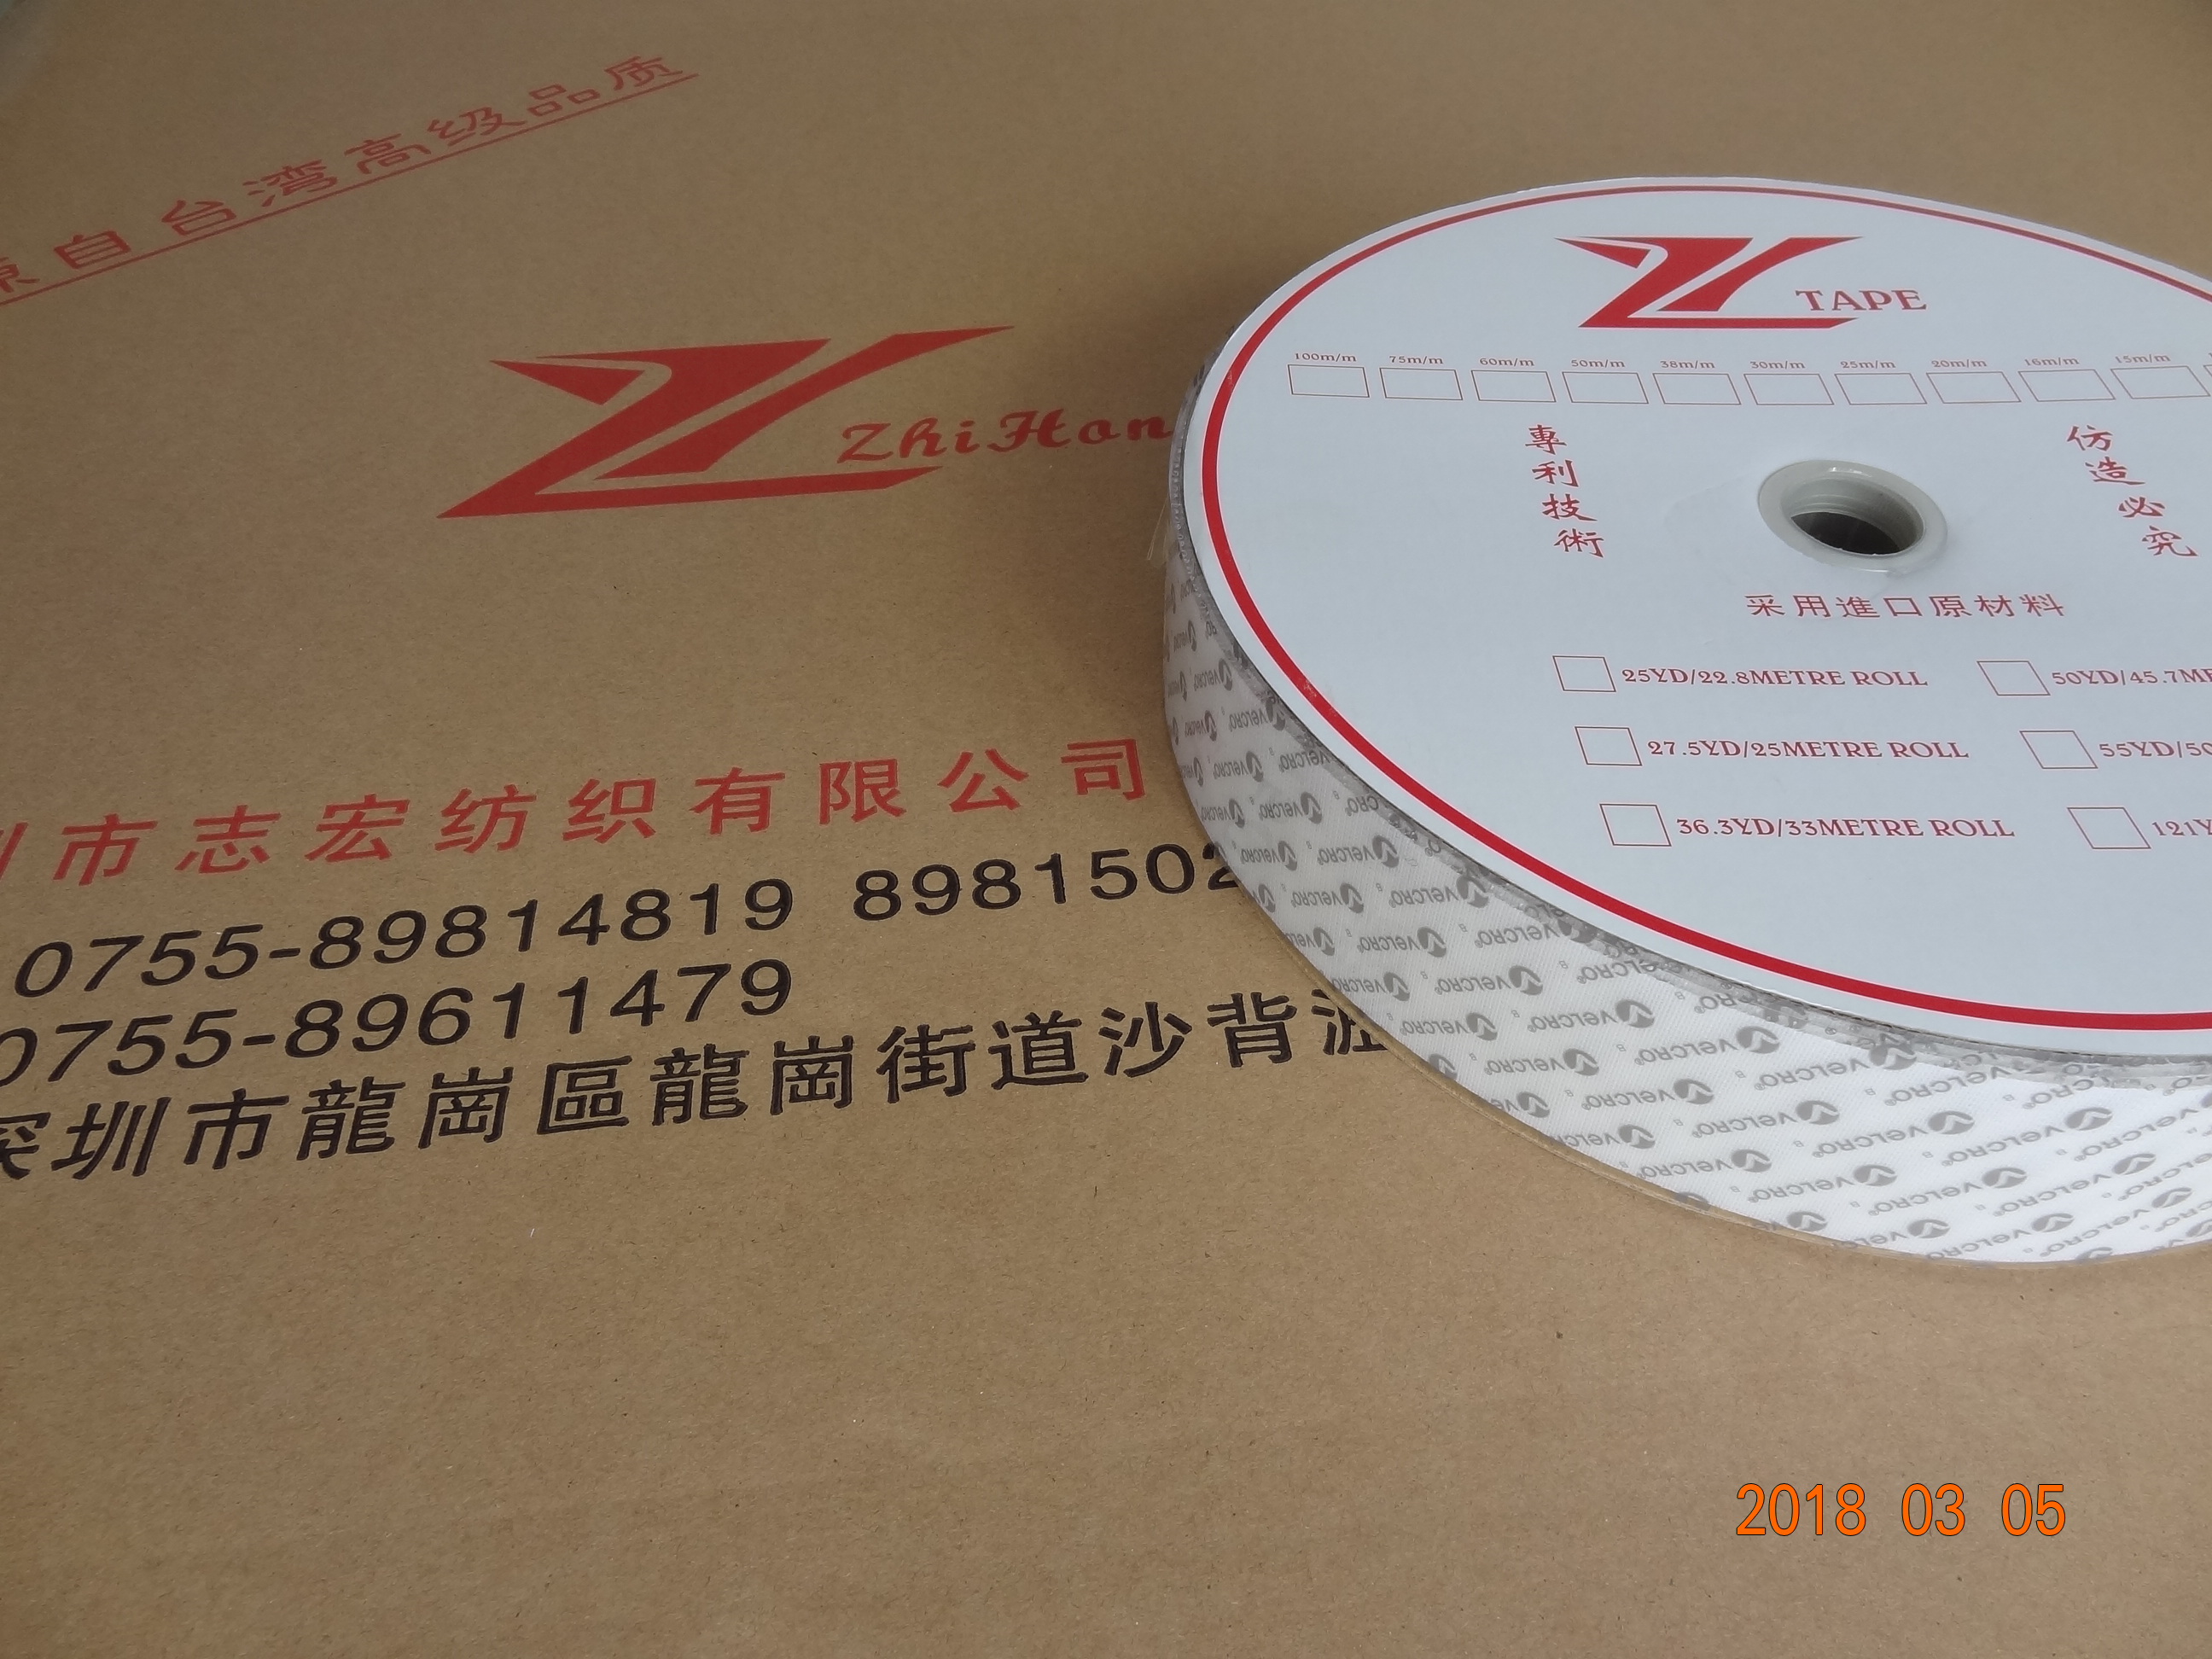 自台湾高级品质
ZhiHon
市志宏纺织有限公司
0755-89814819 8981502
0755-89611479
深圳市龍崗區龍崗街道沙背
TAPE
100m/m 75m/m 60m/m 50m/m 38m/m 30m/m 25m/m 20m/m 16m/m 15m/m
專利技術
仿造必究
采用進口原材料
25YD/22.8METRE ROLL 50YD/45.7ME
27.5YD/25METRE ROLL 55YD/50
36.3YD/33METRE ROLL 121Y
VELCRO®
2018 03 05